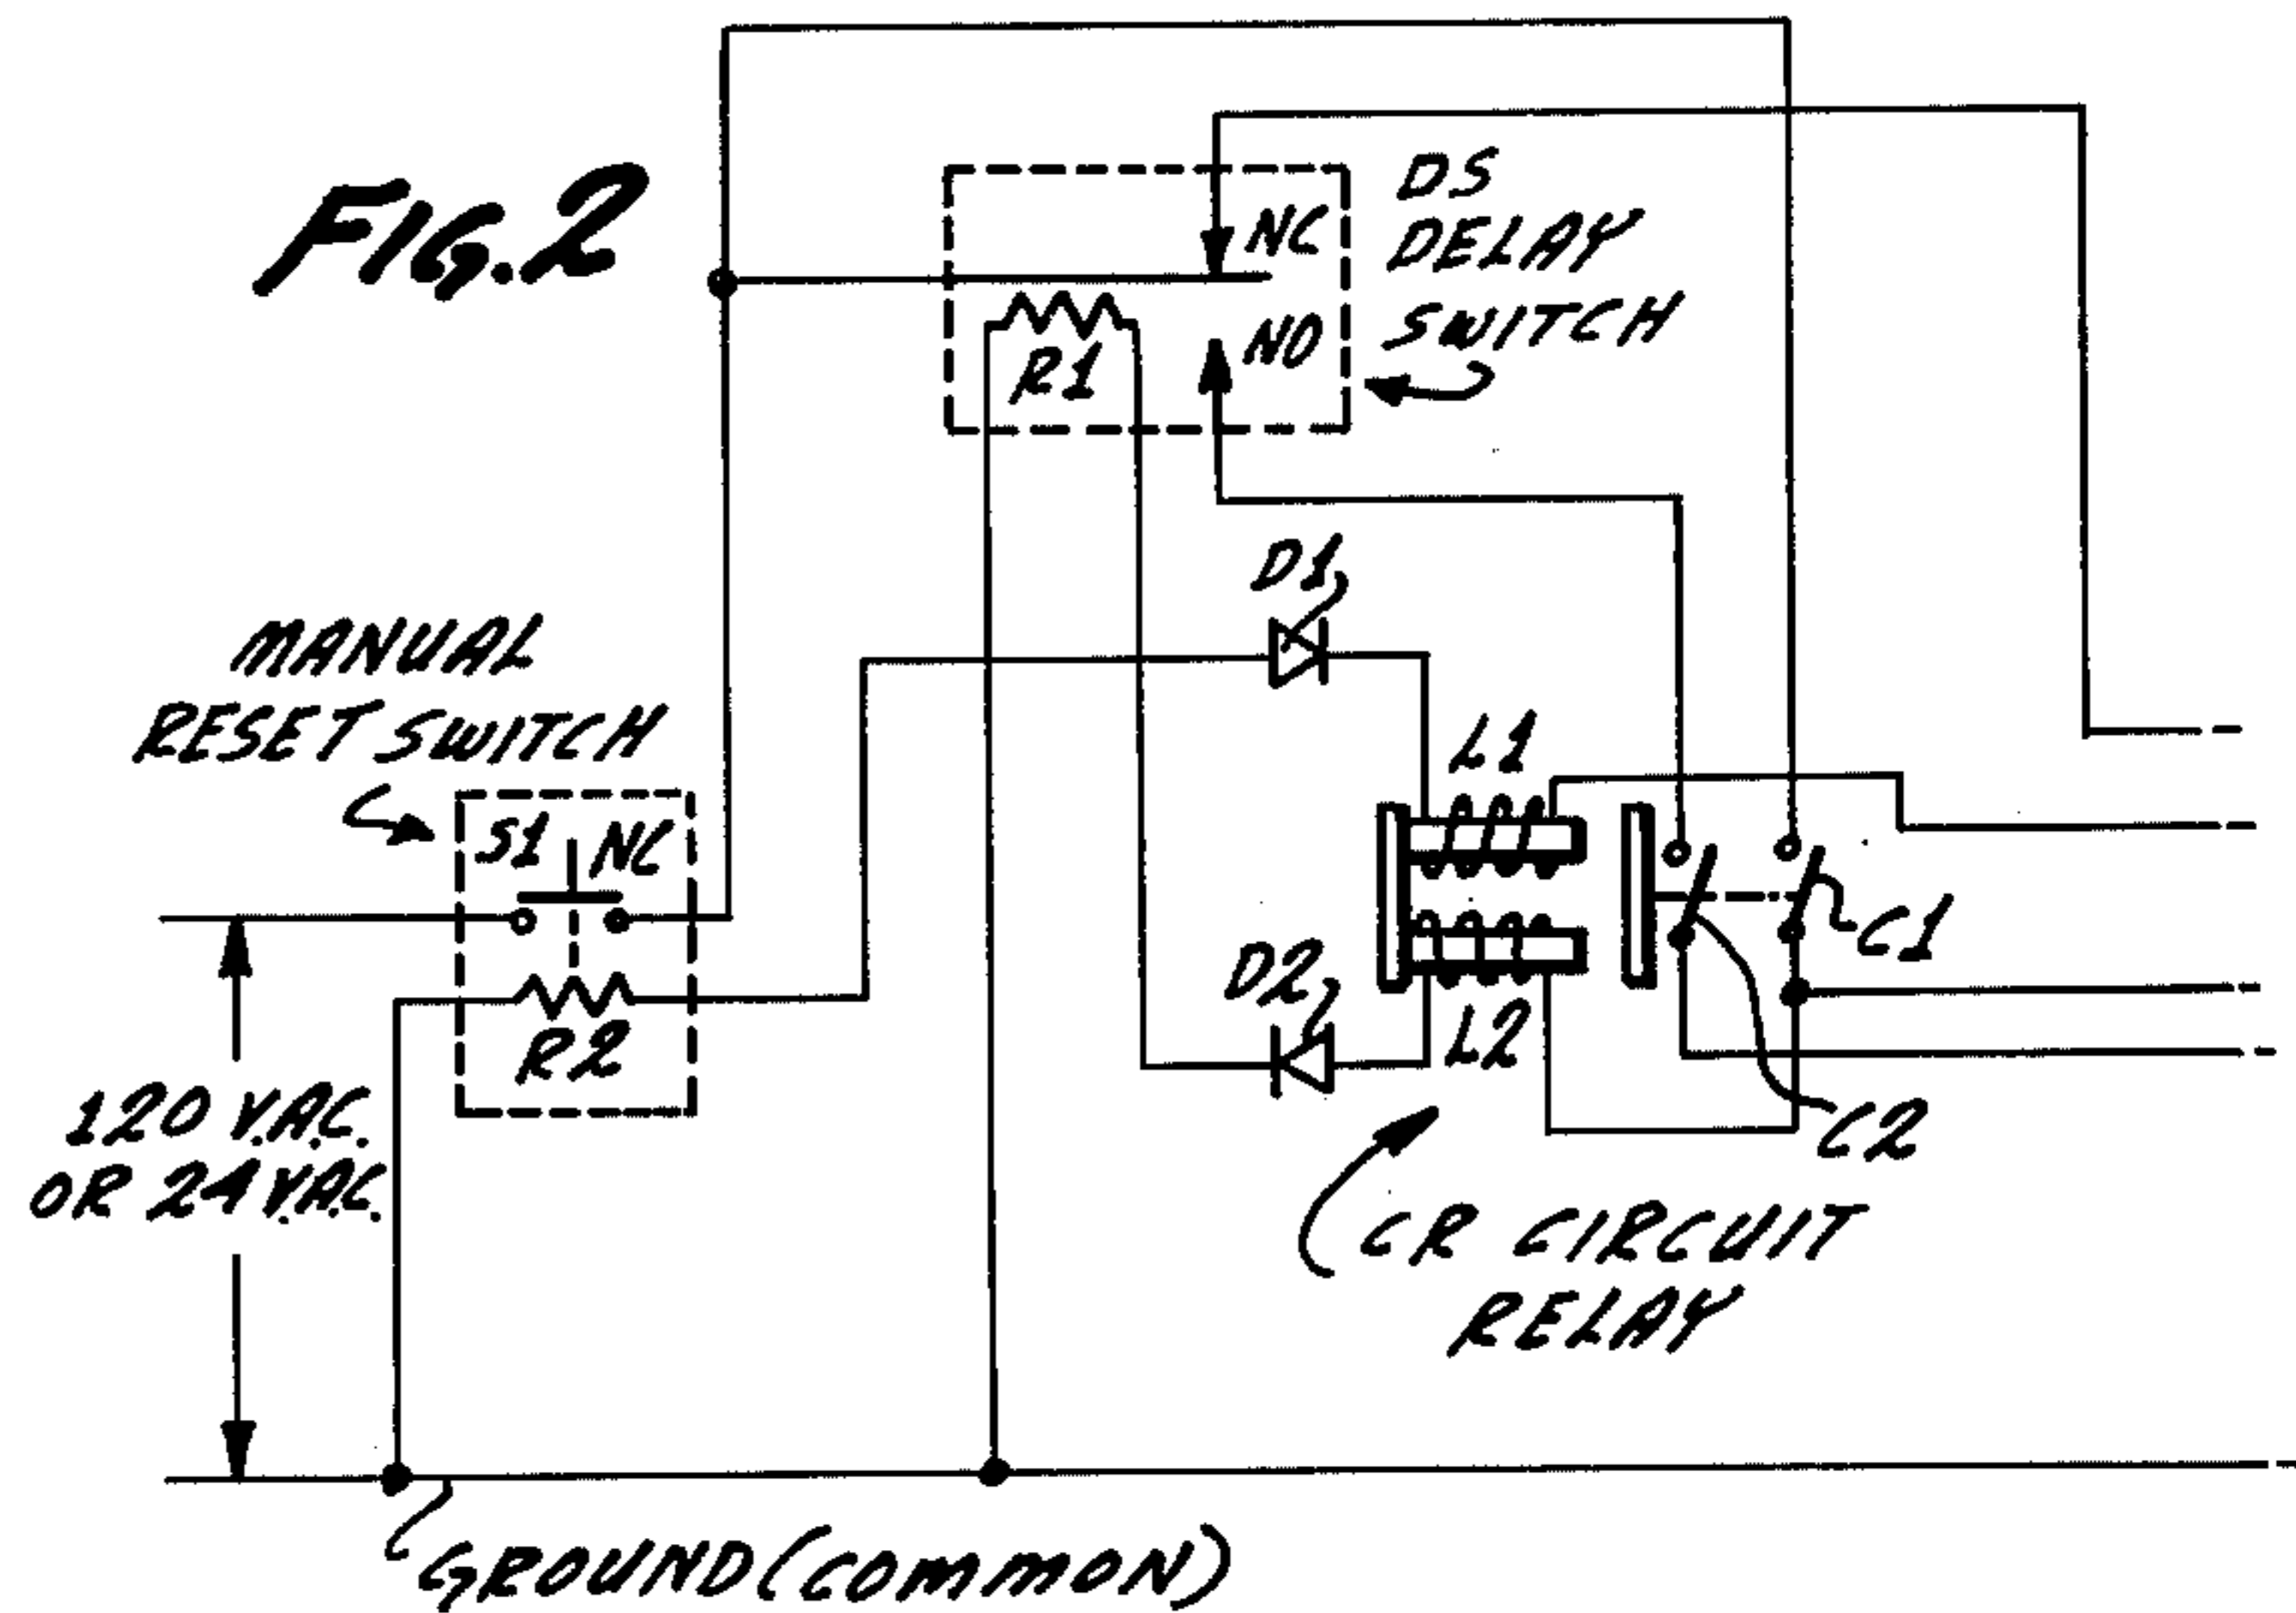 FIG.2
DS
DELAY
SWITCH
NC
NO
R1
D1
MANUAL
RESET SWITCH
S1 NC
R2
L1
D2
L2
C1
C2
120 V.A.C.
OR 24 V.A.C.
CR CIRCUIT
RELAY
GROUND (COMMON)